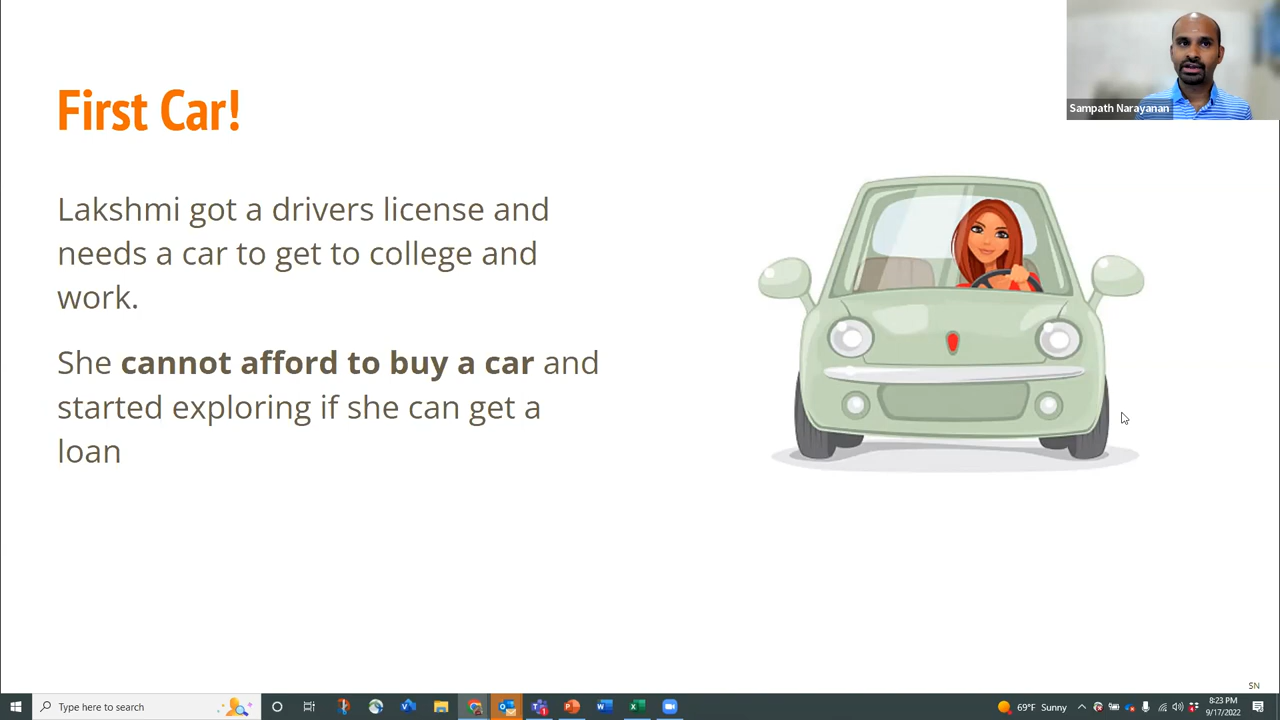 Sampath Narayanan
First Car!
Lakshmi got a drivers license and
needs a car to get to college and
work.
She cannot afford to buy a car and
started exploring if she can get a
loan
SN
Type here to search
69°F Sunny
8:23 PM
9/17/2022